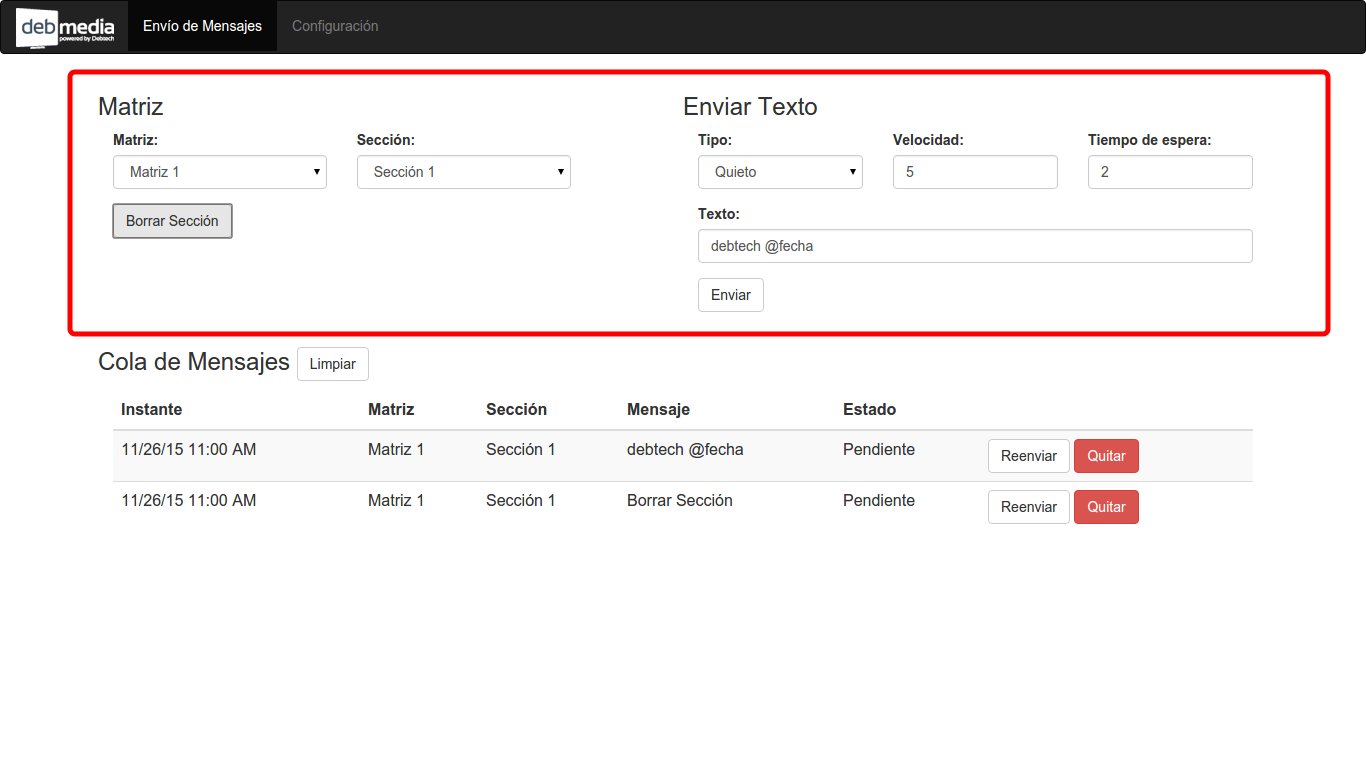 debmedia
powered by Debtech
Envío de Mensajes Configuración
Matriz
Matriz: Sección:
Matriz 1 Sección 1
Borrar Sección
Enviar Texto
Tipo: Velocidad: Tiempo de espera:
Quieto 5 2
Texto:
debtech @fecha
Enviar
Cola de Mensajes Limpiar
Instante Matriz Sección Mensaje Estado
11/26/15 11:00 AM Matriz 1 Sección 1 debtech @fecha Pendiente Reenviar Quitar
11/26/15 11:00 AM Matriz 1 Sección 1 Borrar Sección Pendiente Reenviar Quitar